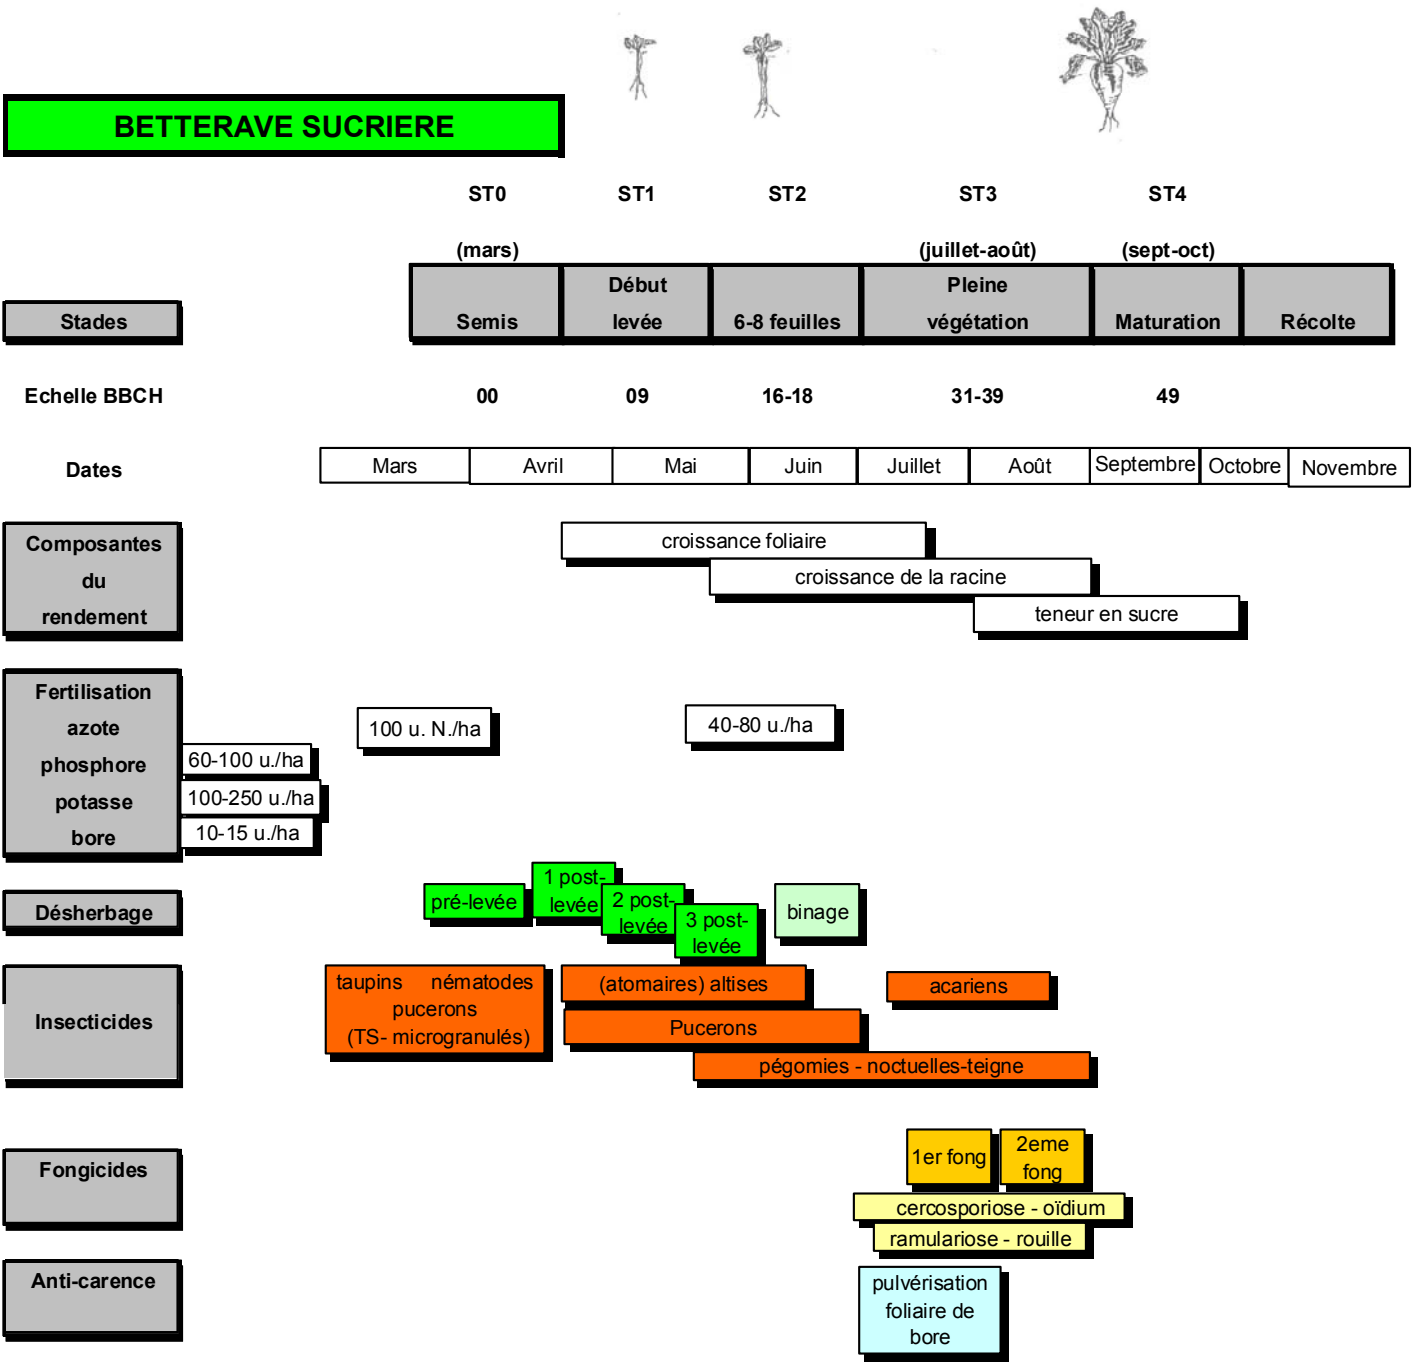 BETTERAVE SUCRIERE
ST0 ST1 ST2 ST3 ST4
(mars) (juillet-août) (sept-oct)
Stades
Semis
Début
levée
6-8 feuilles
Pleine
végétation
Maturation
Récolte
Echelle BBCH 00 09 16-18 31-39 49
Dates Mars Avril Mai Juin Juillet Août Septembre Octobre Novembre
Composantes
du
rendement
croissance foliaire
croissance de la racine
teneur en sucre
Fertilisation
azote 100 u. N./ha 40-80 u./ha
phosphore 60-100 u./ha
potasse 100-250 u./ha
bore 10-15 u./ha
Désherbage
pré-levée
1 post-
levée
2 post-
levée
3 post-
levée
binage
Insecticides
taupins nématodes
pucerons
(TS- microgranulés)
(atomaires) altises
acariens
Pucerons
pégomies - noctuelles-teigne
Fongicides
1er fong
2eme
fong
cercosporiose - oïdium
ramulariose - rouille
Anti-carence
pulvérisation
foliaire de
bore